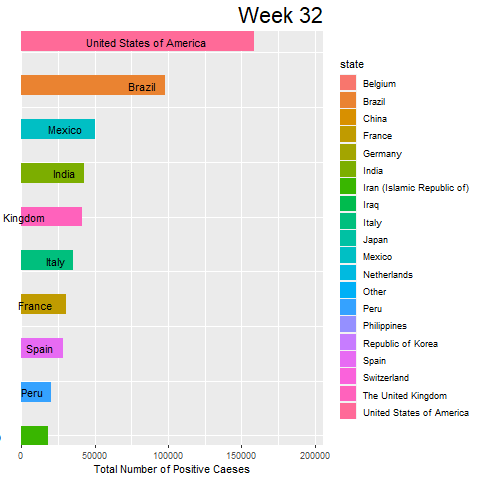 Week 32
United States of America
Brazil
Mexico
India
Kingdom
Italy
France
Spain
Peru
0
50000
100000
150000
200000
Total Number of Positive Caeses
state
Belgium
Brazil
China
France
Germany
India
Iran (Islamic Republic of)
Iraq
Italy
Japan
Mexico
Netherlands
Other
Peru
Philippines
Republic of Korea
Spain
Switzerland
The United Kingdom
United States of America